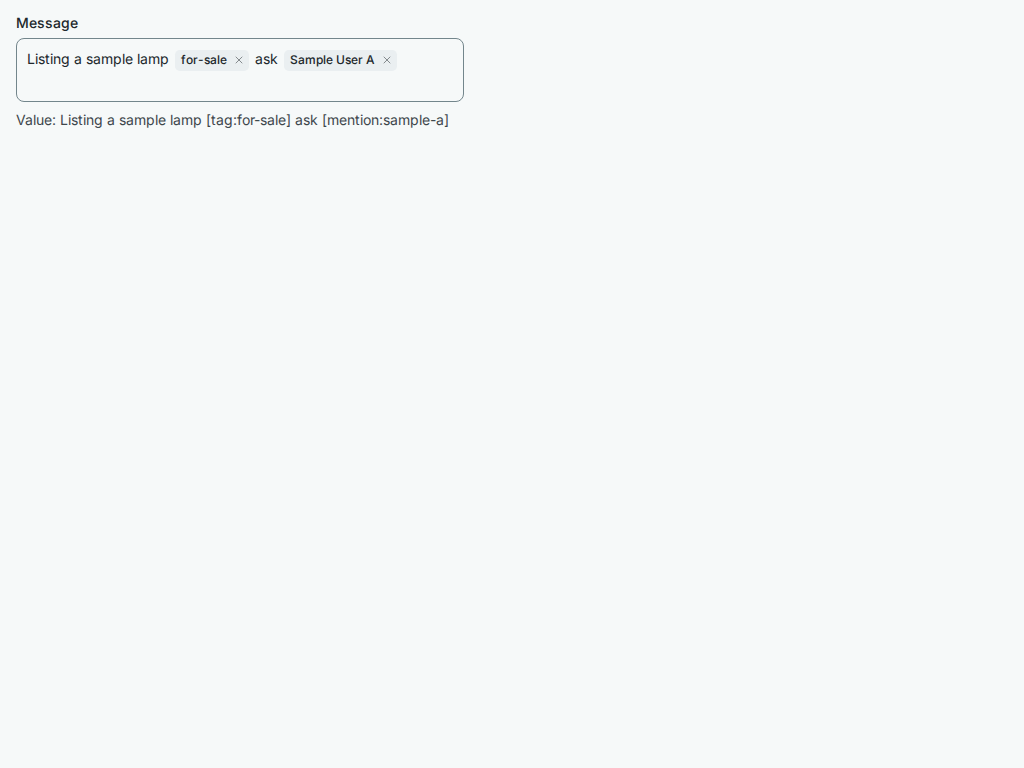 Message
Listing a sample lamp for-sale × ask Sample User A ×
Value: Listing a sample lamp [tag:for-sale] ask [mention:sample-a]